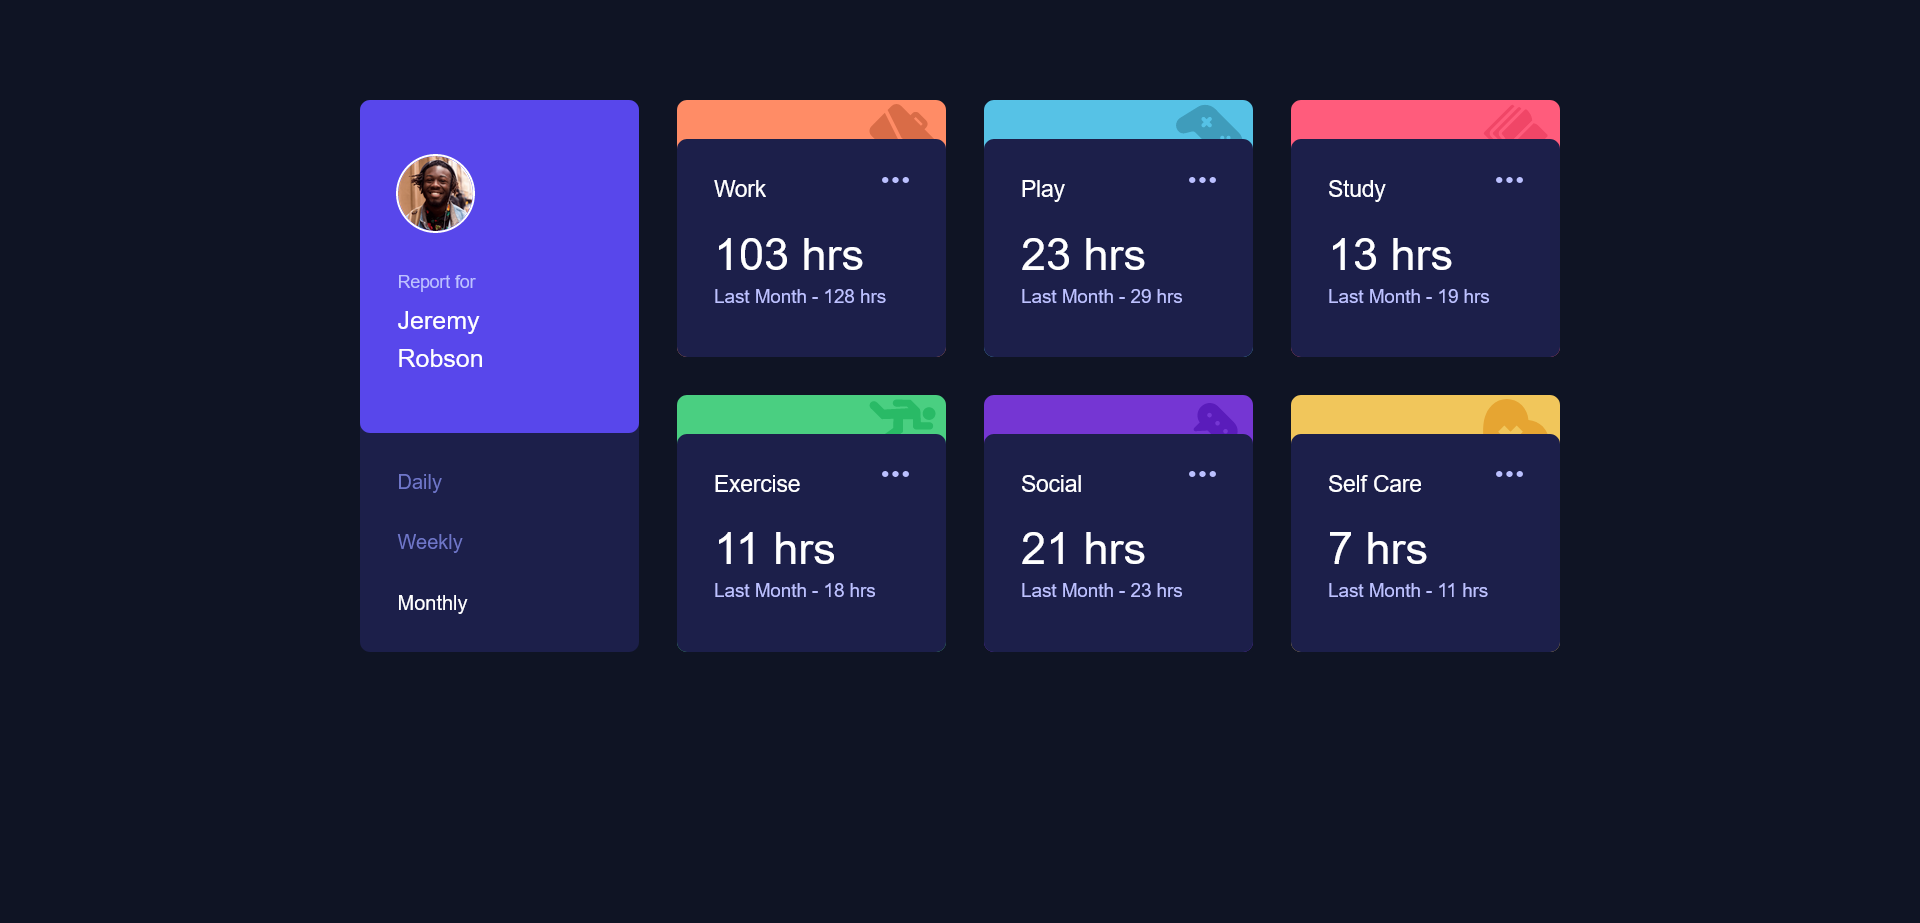 Report for
Jeremy
Robson
Daily
Weekly
Monthly
Work
103 hrs
Last Month - 128 hrs
Play
23 hrs
Last Month - 29 hrs
Study
13 hrs
Last Month - 19 hrs
Exercise
11 hrs
Last Month - 18 hrs
Social
21 hrs
Last Month - 23 hrs
Self Care
7 hrs
Last Month - 11 hrs